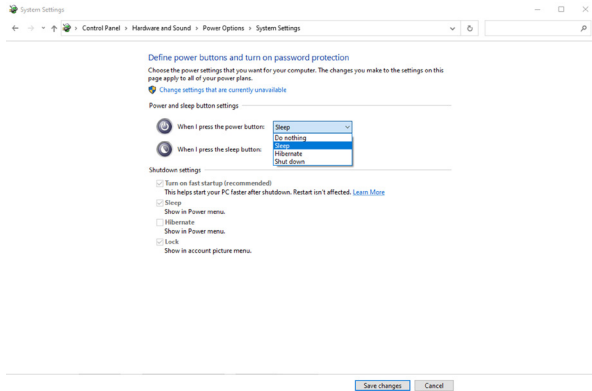 System Settings
Control Panel › Hardware and Sound › Power Options › System Settings
Define power buttons and turn on password protection
Choose the power settings that you want for your computer. The changes you make to the settings on this
page apply to all of your power plans.
Change settings that are currently unavailable
Power and sleep button settings
When I press the power button: Sleep
Do nothing
Sleep
When I press the sleep button:
Hibernate
Shut down
Shutdown settings
Turn on fast startup (recommended)
This helps start your PC faster after shutdown. Restart isn't affected. Learn More
Sleep
Show in Power menu.
Hibernate
Show in Power menu.
Lock
Show in account picture menu.
Save changes Cancel